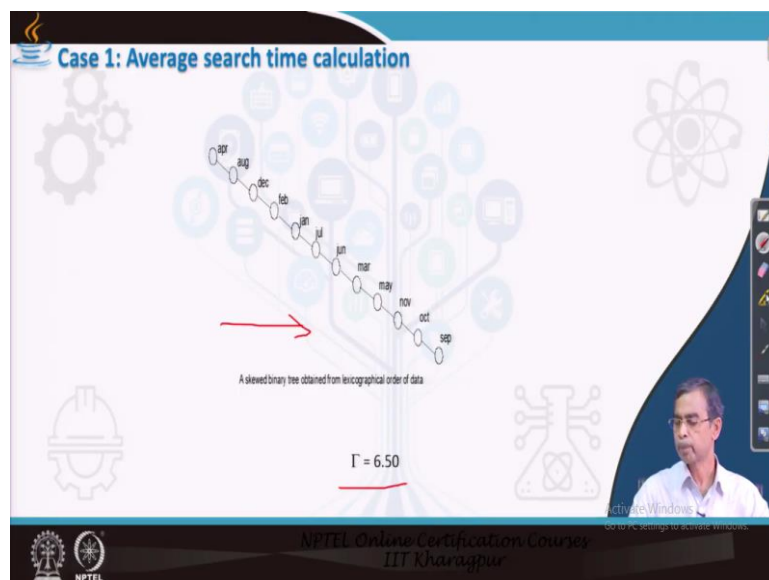 Case 1: Average search time calculation
apr
aug
dec
feb
jan
jul
jun
mar
may
nov
oct
sep
A skewed binary tree obtained from lexicographical order of data
Γ = 6.50
Activate Windows
Go to PC settings to activate Windows.
NPTEL Online Certification Courses
IIT Kharagpur
NPTEL